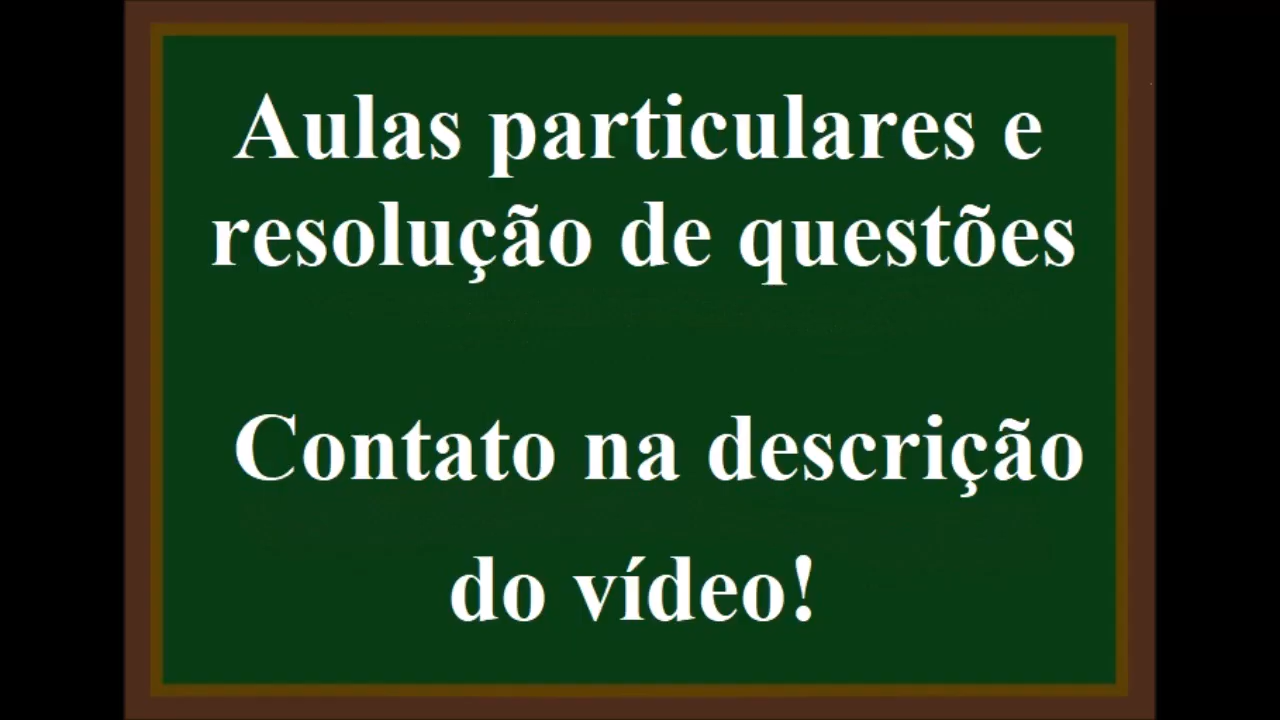 Aulas particulares e
resolução de questões
Contato na descrição
do vídeo!